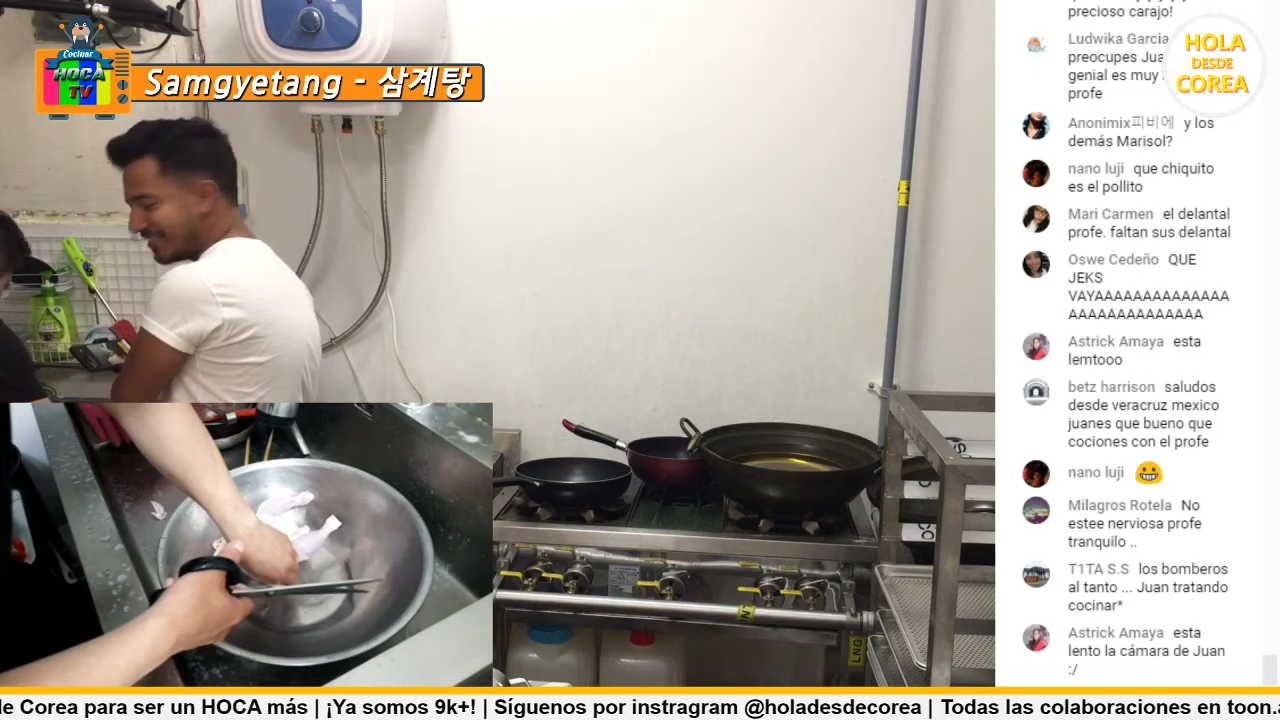 Cocinar
HOCA
TV
Samgyetang - 삼계탕
HOLA
DESDE
COREA
precioso carajo!
Ludwika Garcia
preocupes
genial es muy
profe
Anonimix피비에 y los
demás Marisol?
nano luji que chiquito
es el pollito
Mari Carmen el delantal
profe. faltan sus delantal
Oswe Cedeño QUE
JEKS
VAYAAAAAAAAAAAAAA
AAAAAAAAAAAAAA
Astrick Amaya esta
lemtooo
betz harrison saludos
desde veracruz mexico
juanes que bueno que
cociones con el profe
nano luji
Milagros Rotela No
estee nerviosa profe
tranquilo ..
T1TA S.S los bomberos
al tanto ... Juan tratando
cocinar*
Astrick Amaya esta
lento la cámara de Juan
:/
LNG
de Corea para ser un HOCA más | ¡Ya somos 9k+! | Síguenos por instragram @holadesdecorea | Todas las colaboraciones en toon.a